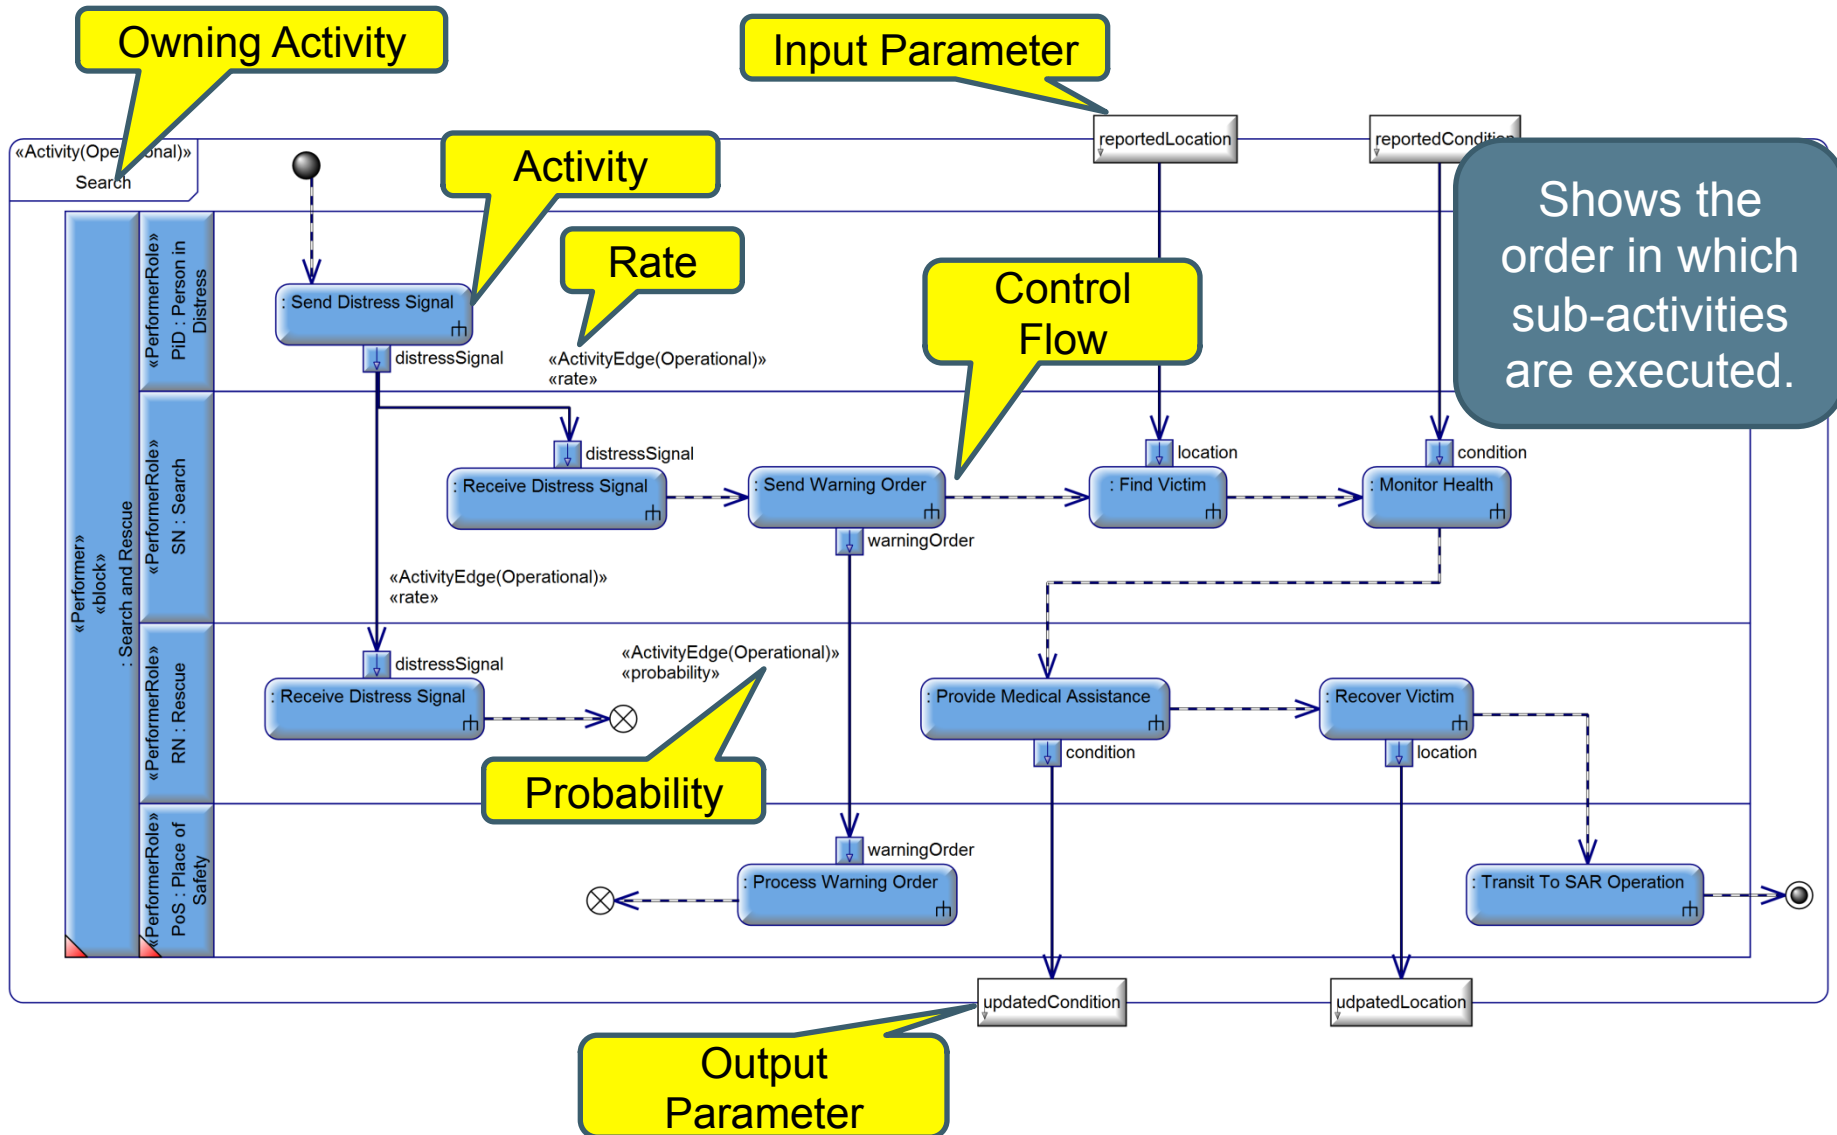 Owning Activity
Input Parameter
«Activity(Ope
onal)»
Search
Activity
reportedLocation
reportedCondition
Shows the
order in which
sub-activities
are executed.
Rate
Control
Flow
«Performer»
«block»
: Search and Rescue
«PerformerRole»
PiD : Person in
Distress
: Send Distress Signal
distressSignal
«ActivityEdge(Operational)»
«rate»
«PerformerRole»
SN : Search
distressSignal
location
condition
: Receive Distress Signal
: Send Warning Order
: Find Victim
: Monitor Health
warningOrder
«ActivityEdge(Operational)»
«rate»
«PerformerRole»
RN : Rescue
distressSignal
«ActivityEdge(Operational)»
«probability»
: Receive Distress Signal
: Provide Medical Assistance
: Recover Victim
condition
location
Probability
«PerformerRole»
PoS : Place of
Safety
warningOrder
: Process Warning Order
: Transit To SAR Operation
updatedCondition
udpatedLocation
Output
Parameter